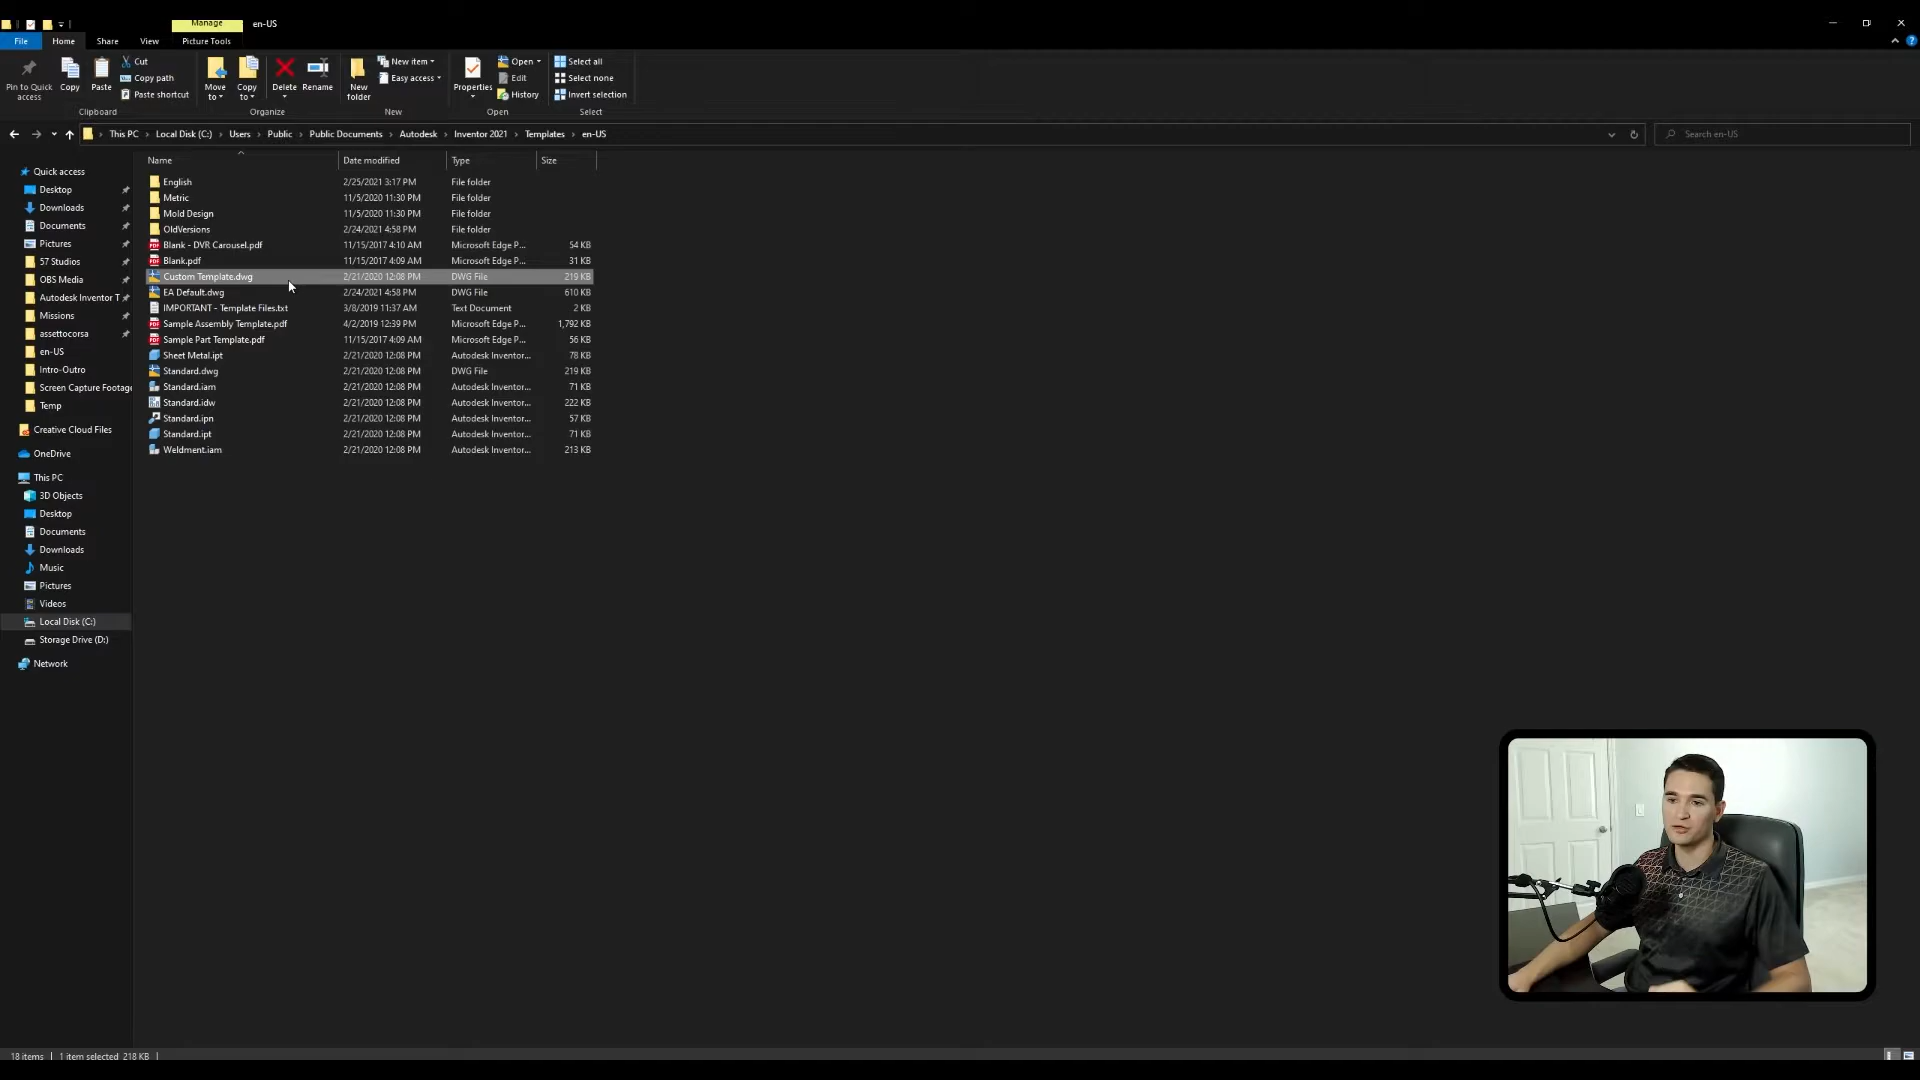 Manage
en-US
File
Home
Share
View
Picture Tools
Pin to Quick access
Copy
Paste
Cut
Copy path
Paste shortcut
Clipboard
Move to
Copy to
Delete
Rename
Organize
New folder
New item
Easy access
New
Properties
Open
Edit
History
Open
Select all
Select none
Invert selection
Select
This PC > Local Disk (C:) > Users > Public > Public Documents > Autodesk > Inventor 2021 > Templates > en-US
Search en-US
Name Date modified Type Size
English 2/25/2021 3:17 PM File folder
Metric 11/5/2020 11:30 PM File folder
Mold Design 11/5/2020 11:30 PM File folder
OldVersions 2/24/2021 4:58 PM File folder
Blank - DVR Carousel.pdf 11/15/2017 4:10 AM Microsoft Edge P... 54 KB
Blank.pdf 11/15/2017 4:09 AM Microsoft Edge P... 31 KB
Custom Template.dwg 2/21/2020 12:08 PM DWG File 219 KB
EA Default.dwg 2/24/2021 4:58 PM DWG File 610 KB
IMPORTANT - Template Files.txt 3/8/2019 11:37 AM Text Document 2 KB
Sample Assembly Template.pdf 4/2/2019 12:39 PM Microsoft Edge P... 1,792 KB
Sample Part Template.pdf 11/15/2017 4:09 AM Microsoft Edge P... 56 KB
Sheet Metal.ipt 2/21/2020 12:08 PM Autodesk Inventor... 78 KB
Standard.dwg 2/21/2020 12:08 PM DWG File 219 KB
Standard.iam 2/21/2020 12:08 PM Autodesk Inventor... 71 KB
Standard.idw 2/21/2020 12:08 PM Autodesk Inventor... 222 KB
Standard.ipn 2/21/2020 12:08 PM Autodesk Inventor... 57 KB
Standard.ipt 2/21/2020 12:08 PM Autodesk Inventor... 71 KB
Weldment.iam 2/21/2020 12:08 PM Autodesk Inventor... 213 KB
Quick access
Desktop
Downloads
Documents
Pictures
57 Studios
OBS Media
Autodesk Inventor T
Missions
assettocorsa
en-US
Intro-Outro
Screen Capture Footage
Temp
Creative Cloud Files
OneDrive
This PC
3D Objects
Desktop
Documents
Downloads
Music
Pictures
Videos
Local Disk (C:)
Storage Drive (D:)
Network
18 items
1 item selected 218 KB